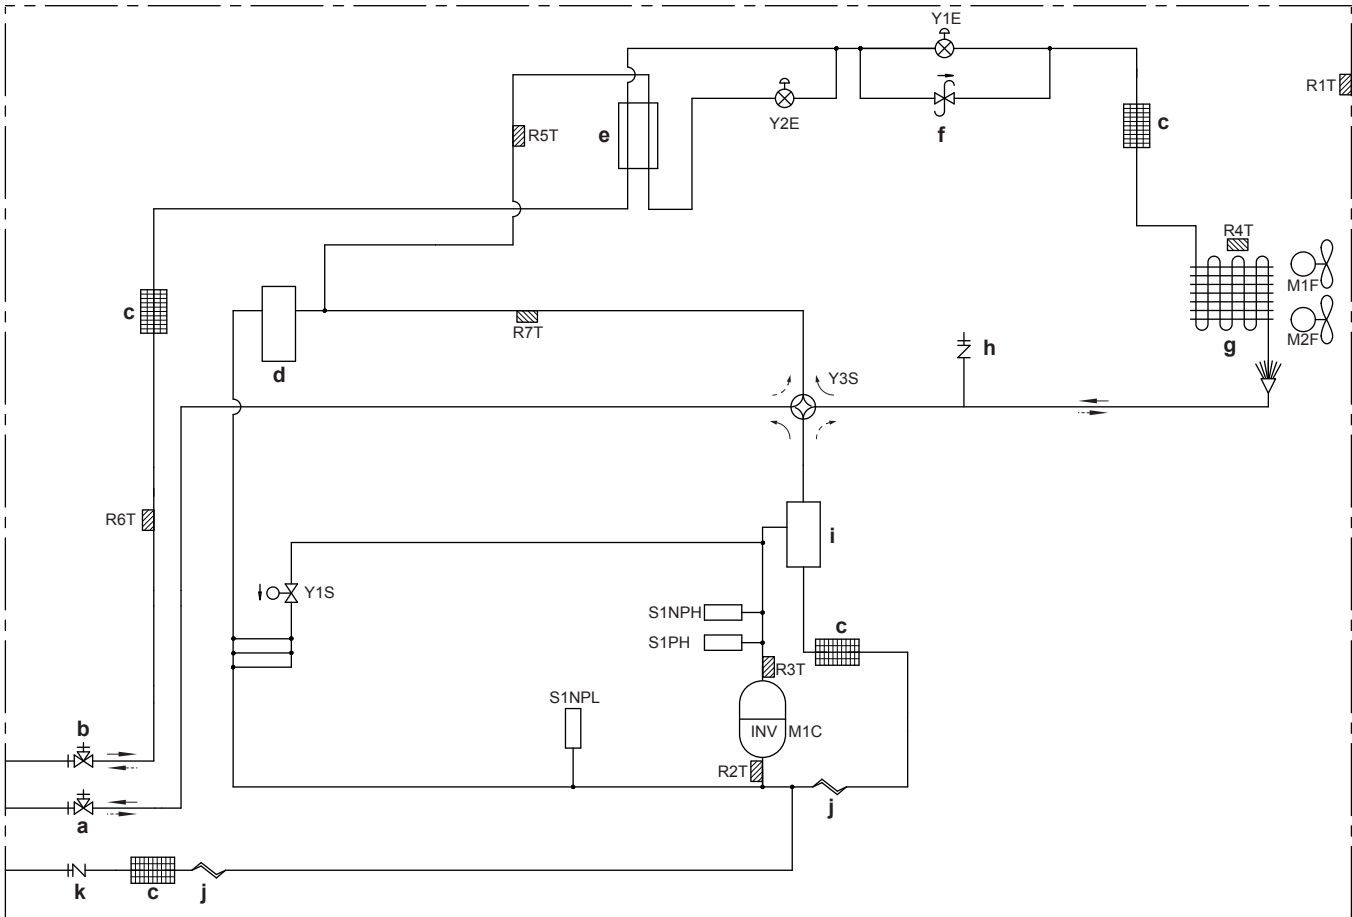 Y1E
R1T
Y2E
f
c
R5T
e
R4T
M1F
c
M2F
R7T
g
h
d
Y3S
R6T
i
Y1S
S1NPH
c
S1PH
R3T
S1NPL
b
INV
M1C
R2T
j
a
k
c
j